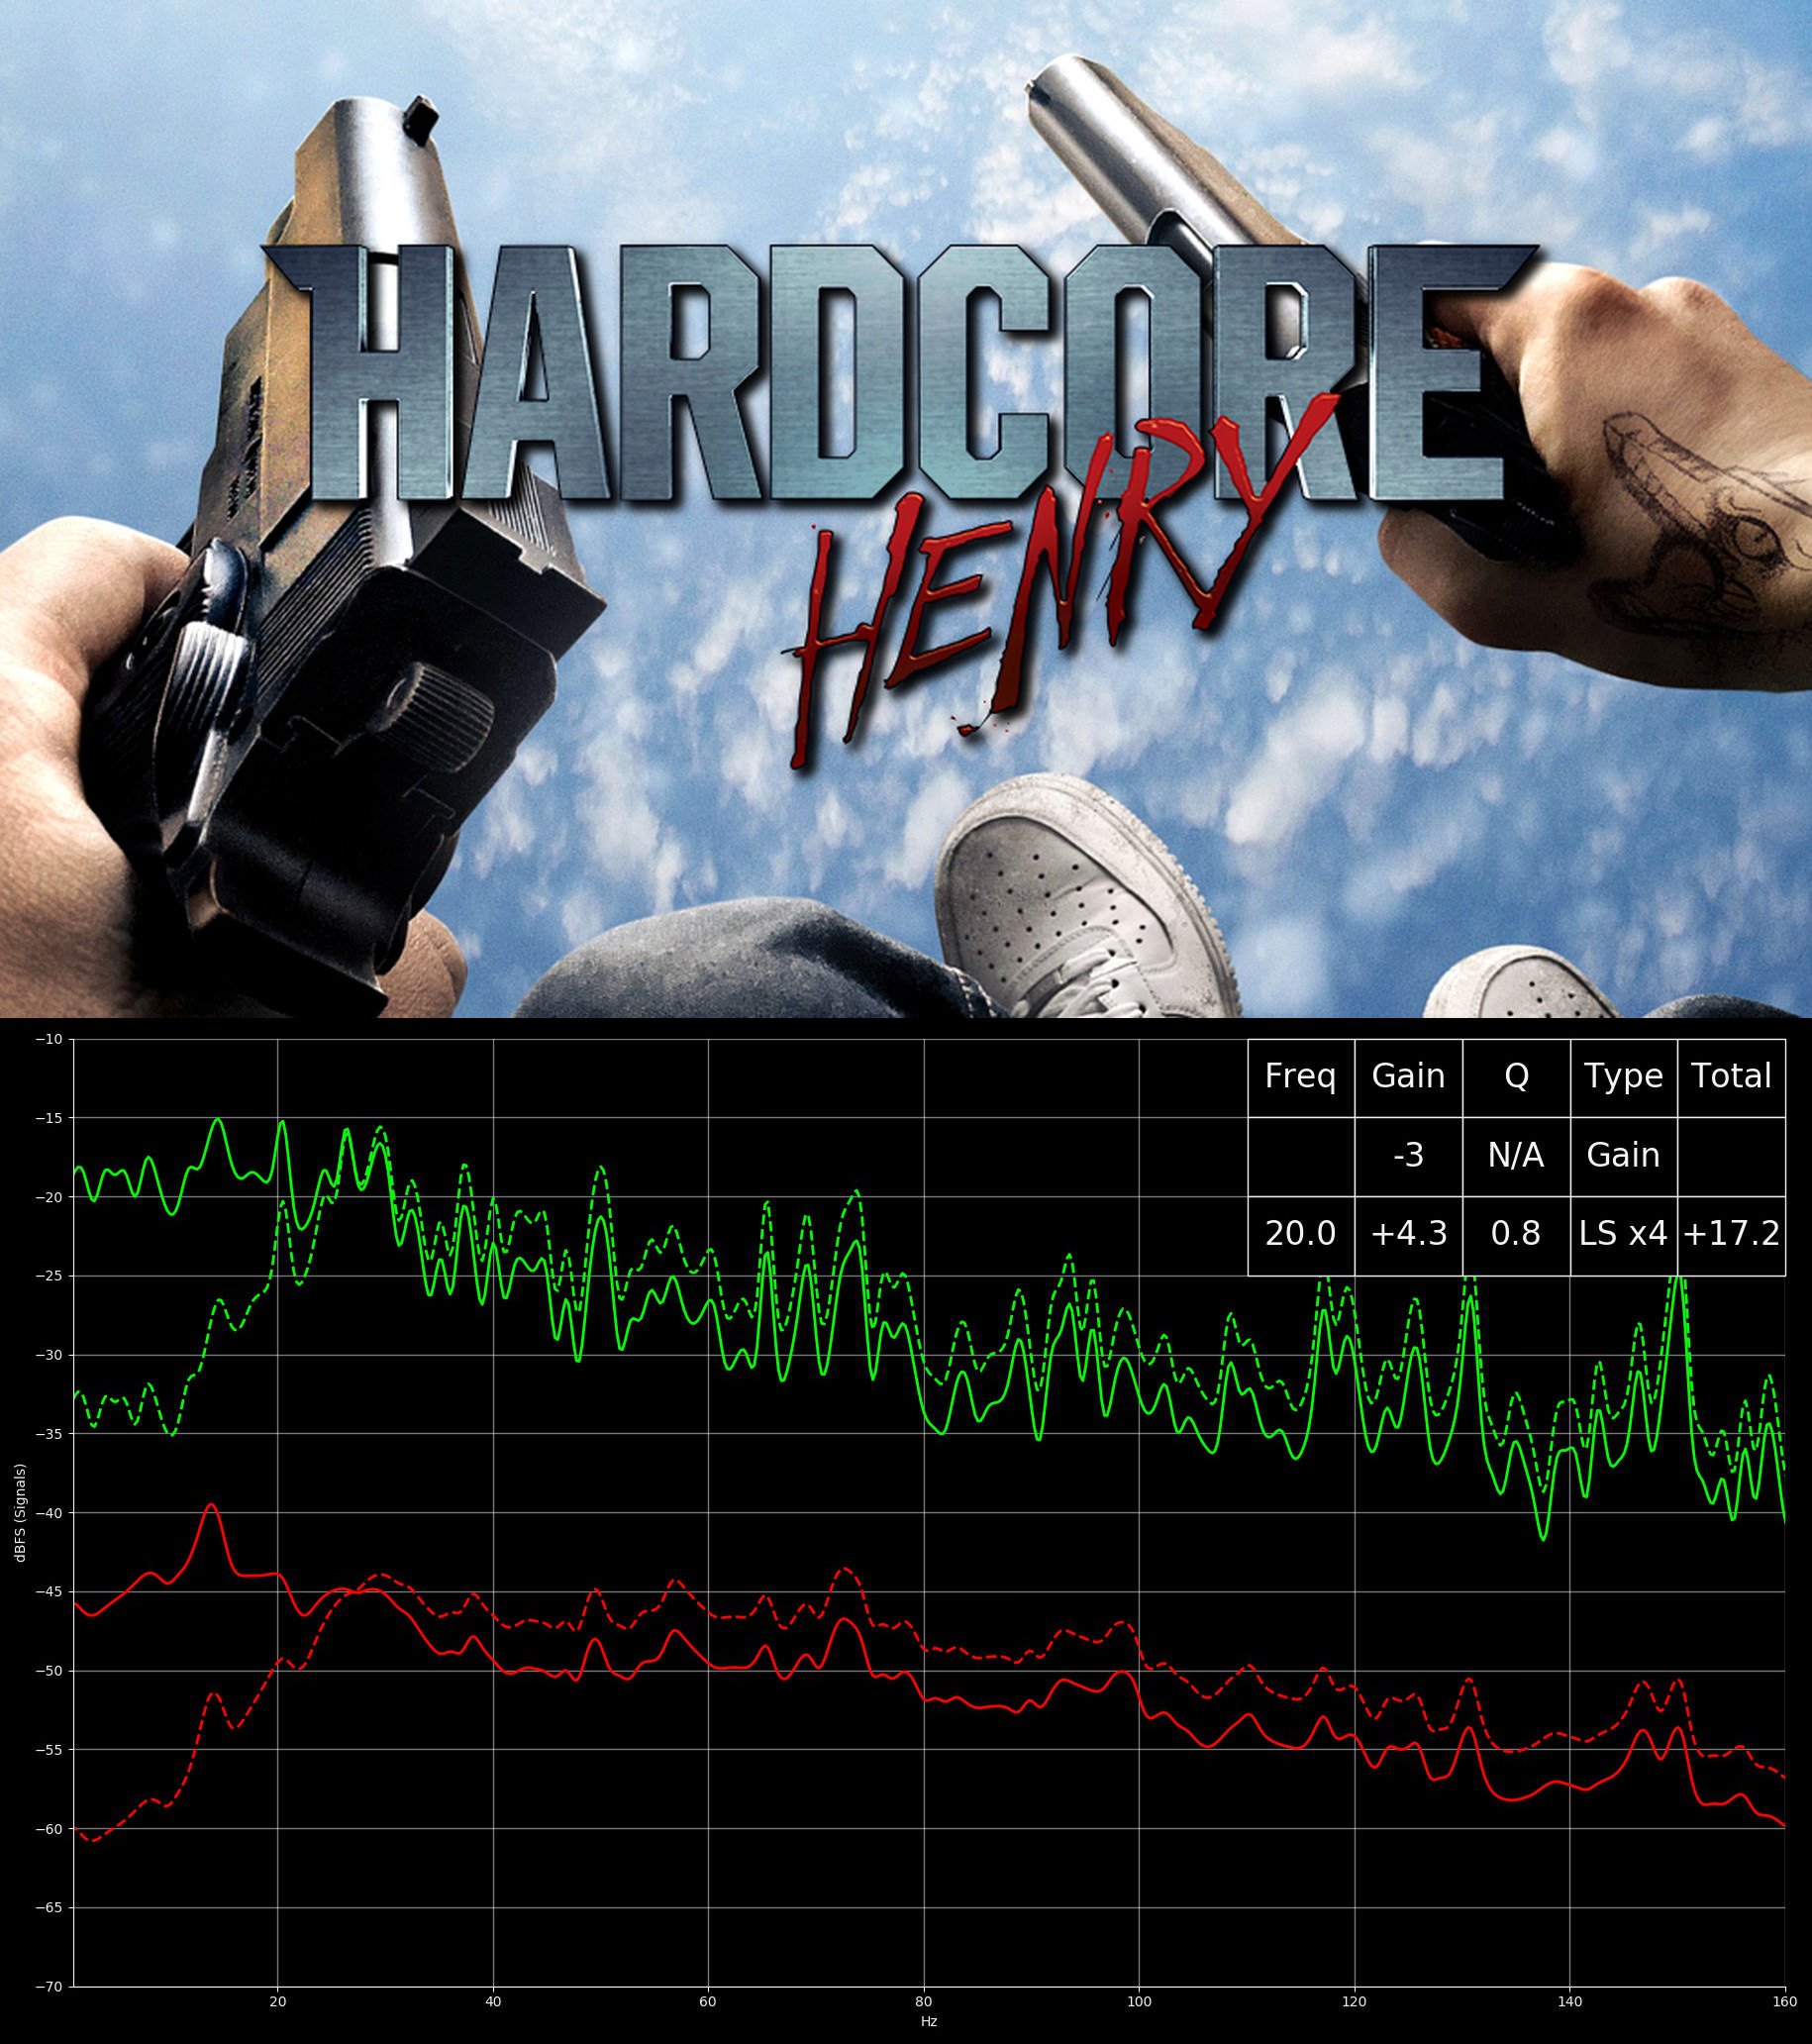 HARDCORE
HENRY
Freq Gain Q Type Total
-3 N/A Gain
20.0 +4.3 0.8 LS x4 +17.2
−10
−15
−20
−25
−30
−35
−40
−45
−50
−55
−60
−65
−70
dBFS (Signals)
20 40 60 80 100 120 140 160
Hz